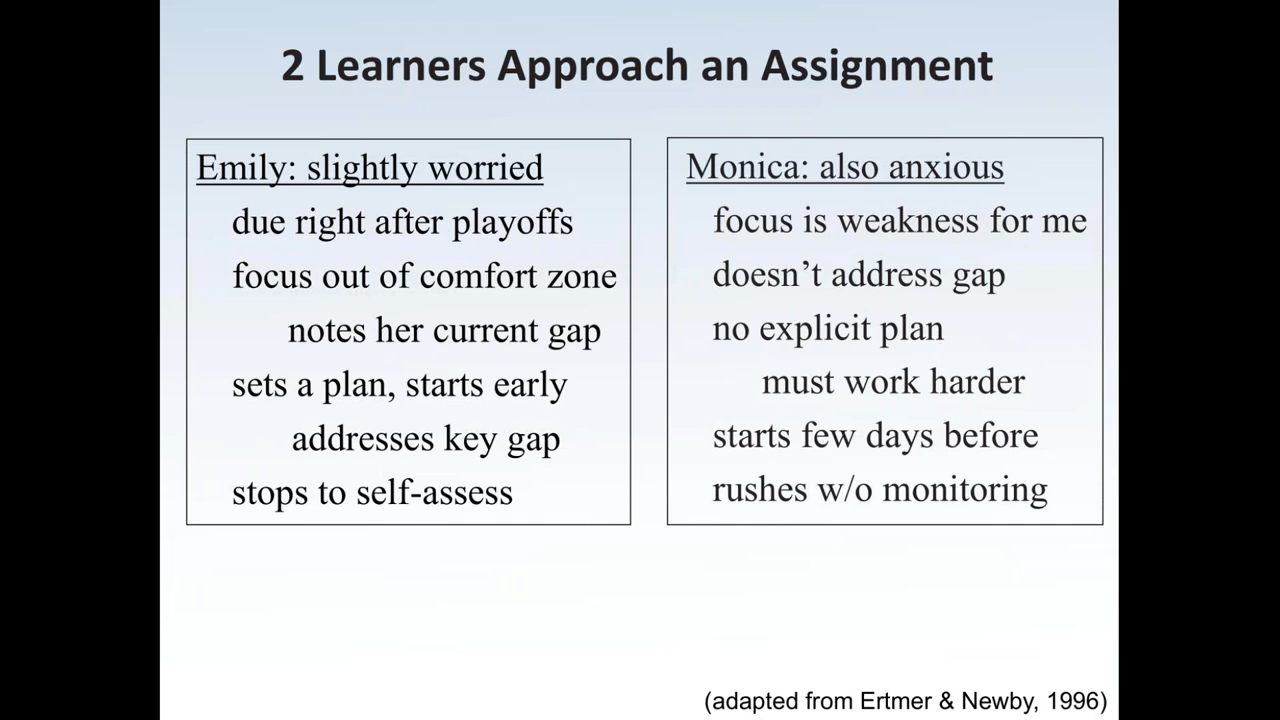 2 Learners Approach an Assignment
Emily: slightly worried
due right after playoffs
focus out of comfort zone
notes her current gap
sets a plan, starts early
addresses key gap
stops to self-assess
Monica: also anxious
focus is weakness for me
doesn’t address gap
no explicit plan
must work harder
starts few days before
rushes w/o monitoring
(adapted from Ertmer & Newby, 1996)